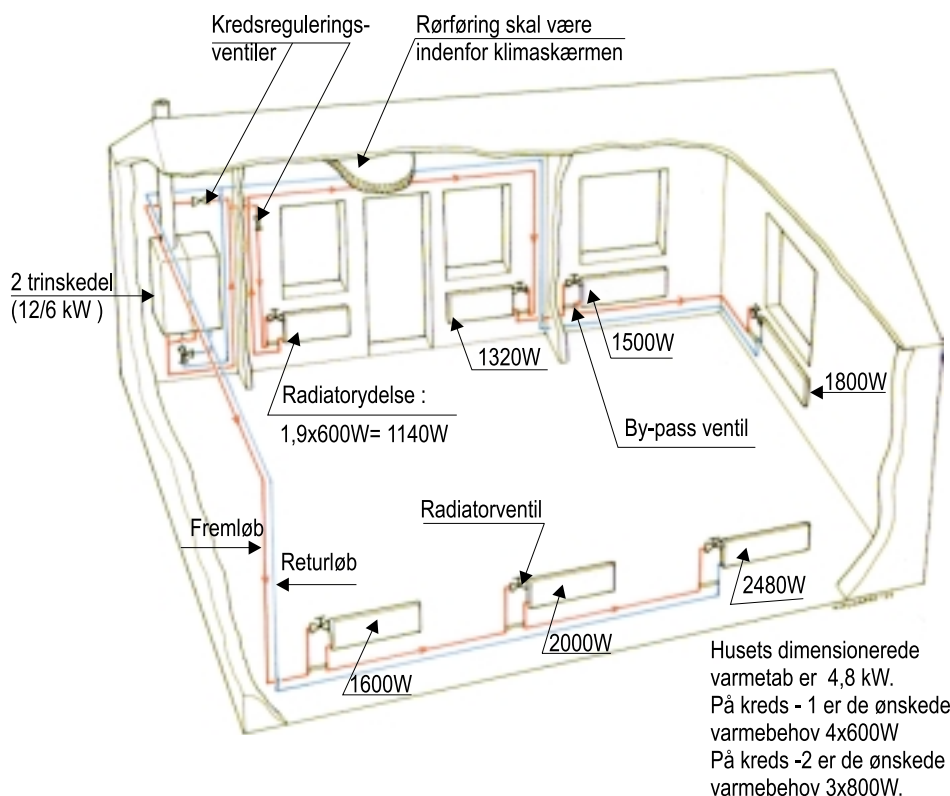 Kredsregulerings-
ventiler
Rørføring skal være
indenfor klimaskærmen
2 trinskedel
(12/6 kW )
1320W
1500W
1800W
Radiatorydelse :
1,9x600W= 1140W
By-pass ventil
Fremløb
Returløb
Radiatorventil
1600W
2000W
2480W
Husets dimensionerede
varmetab er 4,8 kW.
På kreds - 1 er de ønskede
varmebehov 4x600W
På kreds -2 er de ønskede
varmebehov 3x800W.